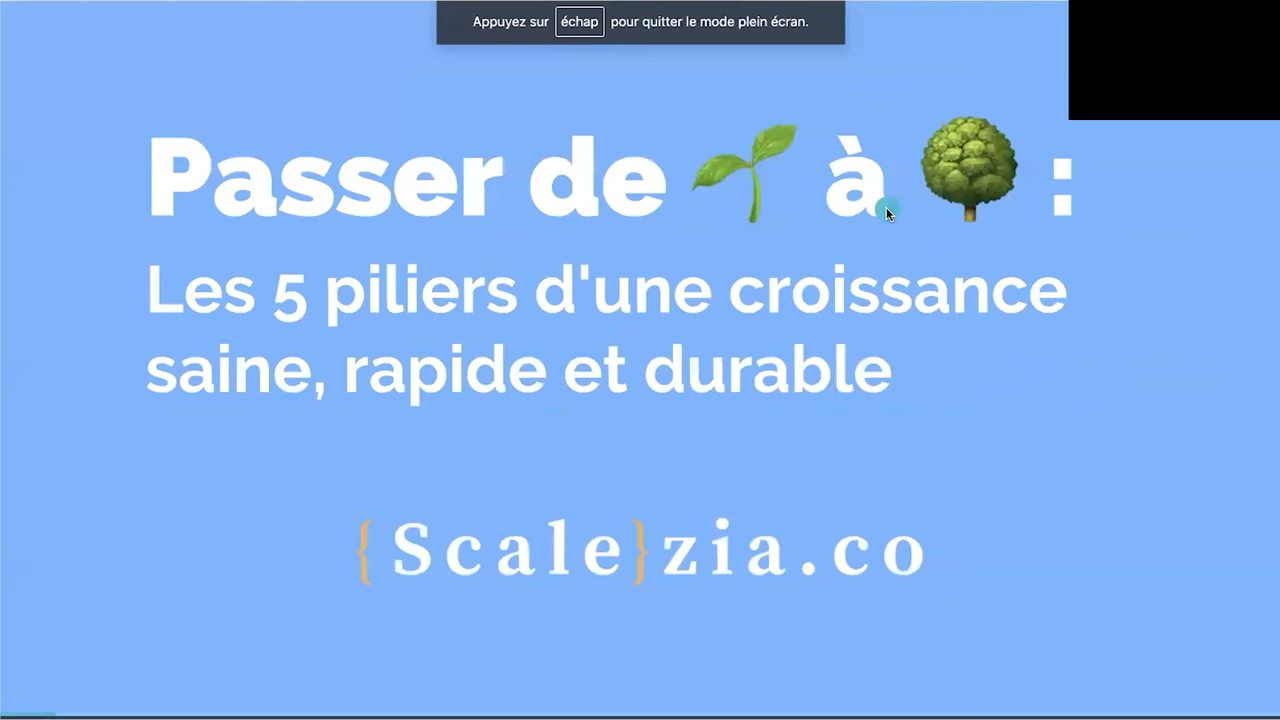 Appuyez sur échap pour quitter le mode plein écran.
Passer de 🌱 à 🌳 :
Les 5 piliers d'une croissance
saine, rapide et durable
{Scale}zia.co